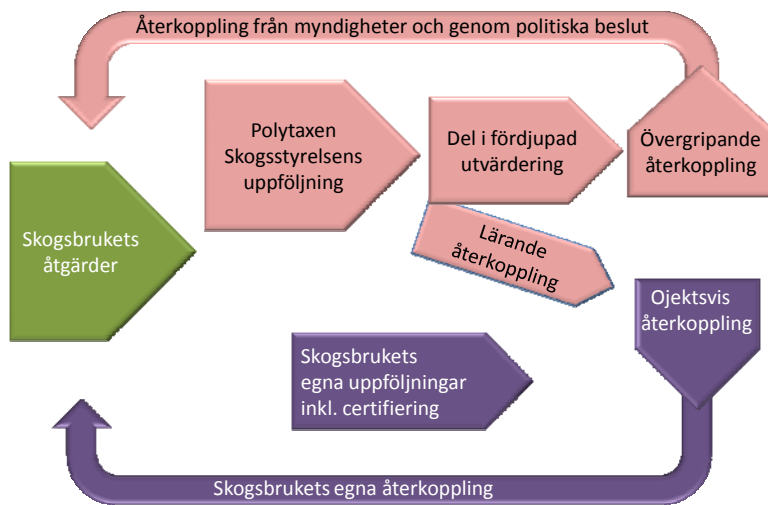 Återkoppling från myndigheter och genom politiska beslut
Polytaxen
Skogsstyrelsens
uppföljning
Del i fördjupad
utvärdering
Övergripande
återkoppling
Skogsbrukets
åtgärder
Lärande
återkoppling
Ojektsvis
återkoppling
Skogsbrukets
egna uppföljningar
inkl. certifiering
Skogsbrukets egna återkoppling